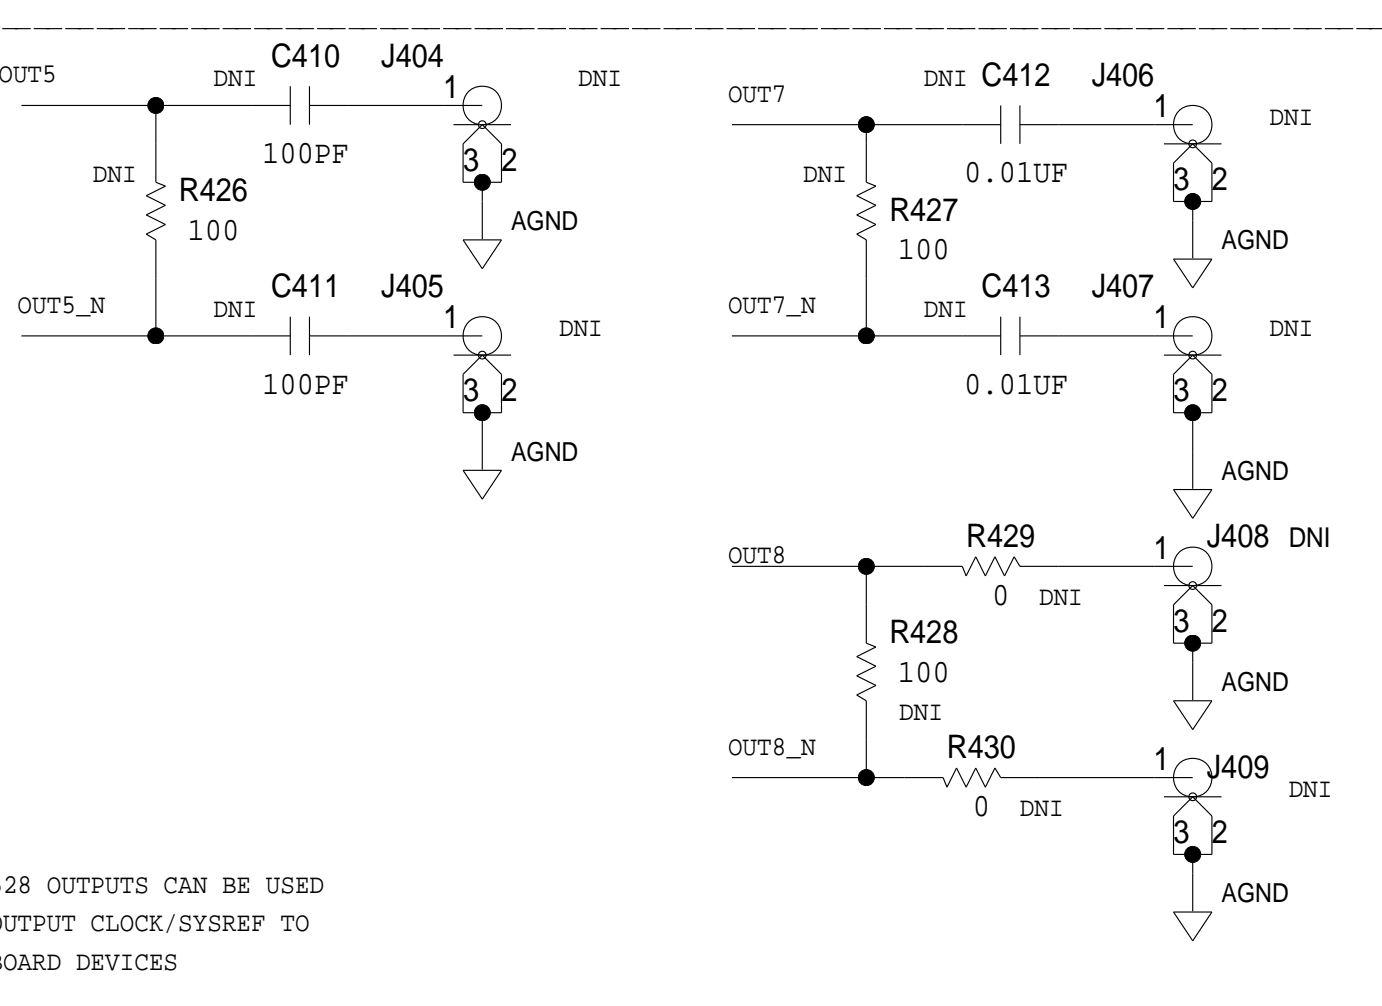 OUT5
DNI
C410
J404
DNI
1
100PF
DNI
R426
100
3 2
AGND
OUT5_N
DNI
C411
J405
1
DNI
100PF
3 2
AGND
OUT7
DNI
C412
J406
1
DNI
0.01UF
DNI
R427
100
3 2
AGND
OUT7_N
DNI
C413
J407
1
DNI
0.01UF
3 2
AGND
OUT8
R429
0 DNI
1
J408 DNI
R428
100
DNI
3 2
AGND
OUT8_N
R430
0 DNI
1
J409
DNI
3 2
AGND
28 OUTPUTS CAN BE USED
OUTPUT CLOCK/SYSREF TO
BOARD DEVICES